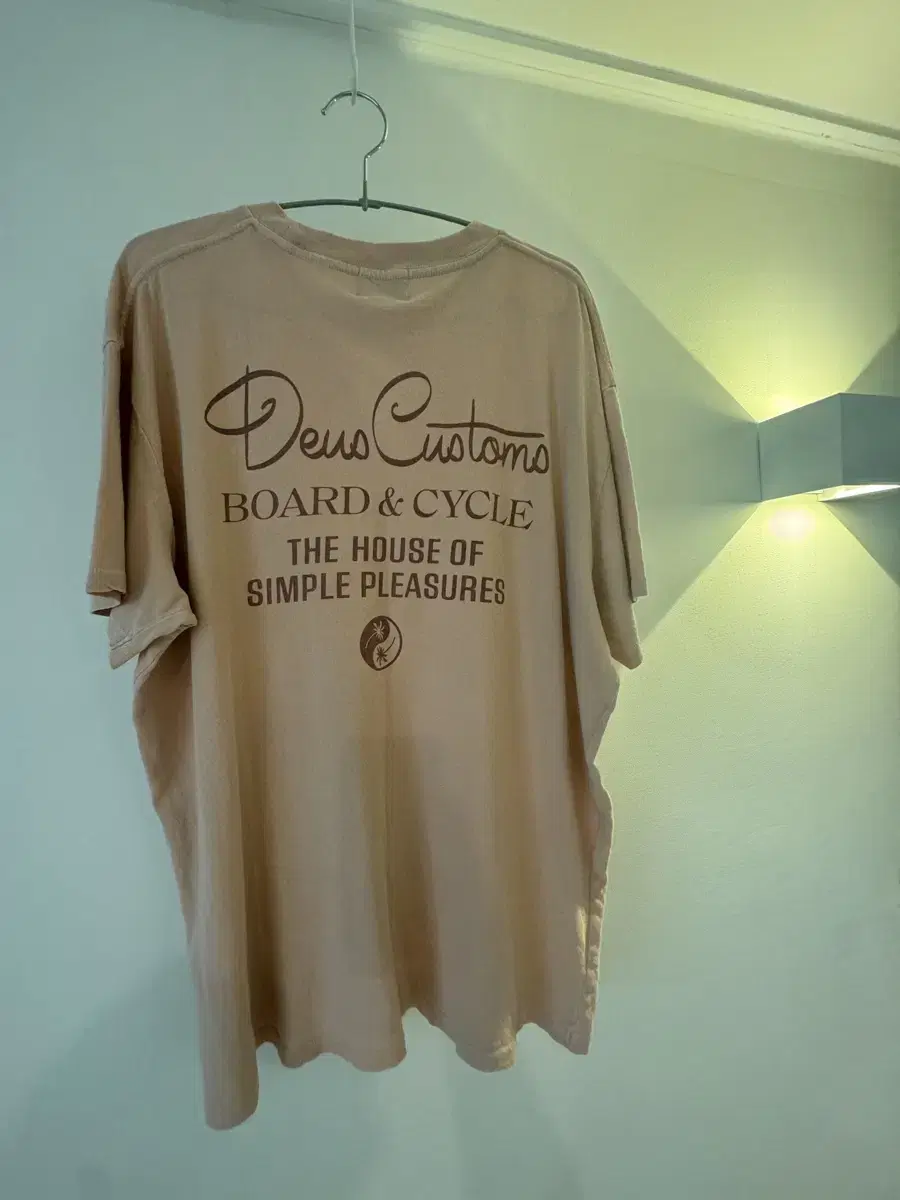 Deus Customs
BOARD & CYCLE
THE HOUSE OF
SIMPLE PLEASURES